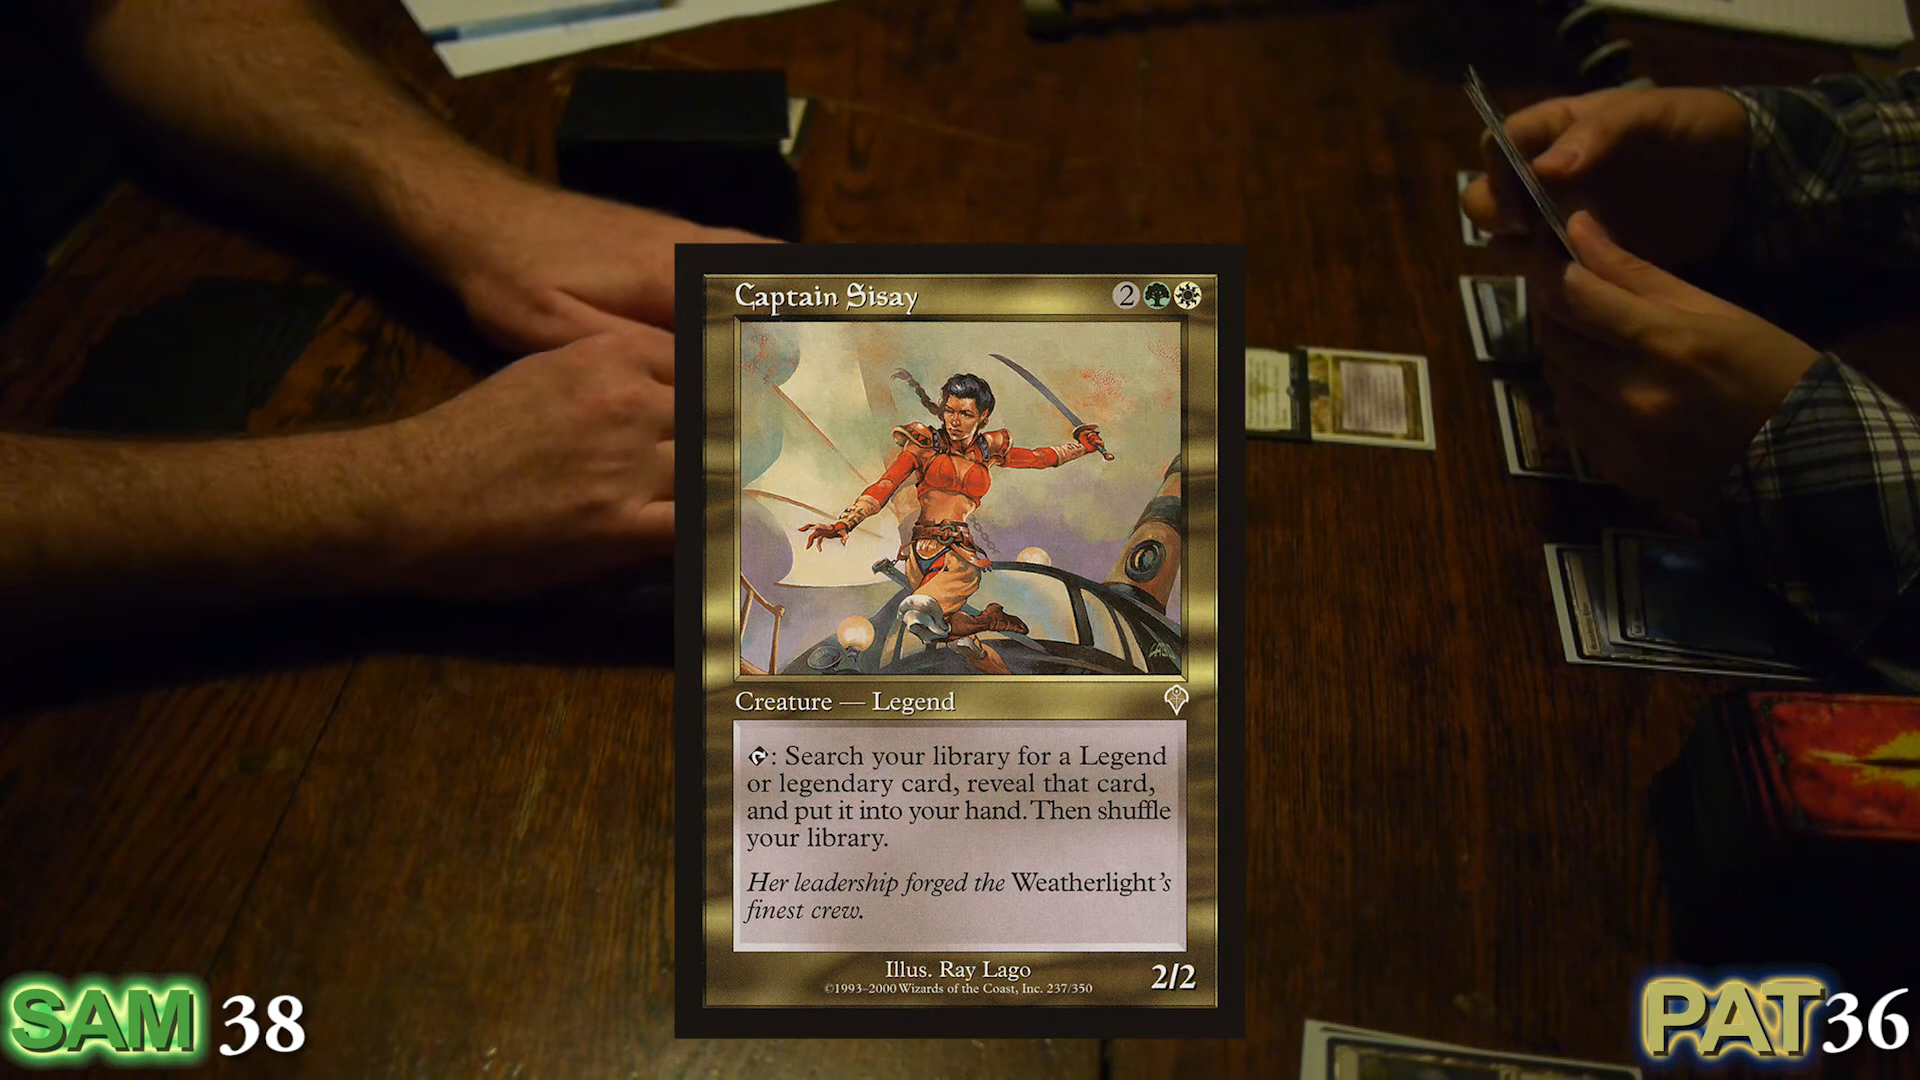 Captain Sisay 2
Creature — Legend
: Search your library for a Legend
or legendary card, reveal that card,
and put it into your hand. Then shuffle
your library.
Her leadership forged the Weatherlight's
finest crew.
Illus. Ray Lago
©1993–2000 Wizards of the Coast, Inc. 237/350
2/2
SAM 38
PAT 36